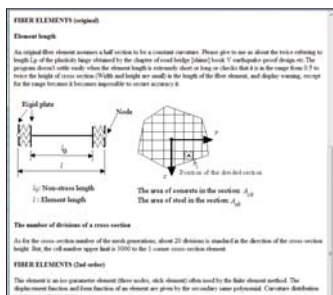 FIBER ELEMENTS (original)
Element length
An original fiber element assumes a half section to be a constant curvature. Please give to me as about the twice refering to
length Lp of the plasticity hinge obtained by the chapter of road bridge [shimo] book V earthquake-proof design etc. The
program doesn't settle easily when the element length is extremely short or long or checks that it is in the range from 0.5 to
twice the height of cross section (Width and height are small) in the length of the fiber element, and display warning, except
for the range because it becomes impossible to secure accuracy it.
Rigid plate
Node
l₀
l
y
z
Position of the divided section
l₀: Non-stress length
l : Element length
The area of concrete in the section:
The area of steel in the section:
The number of divisions of a cross-section
As for the cross-section number of the mesh generations, about 20 divisions is standard in the direction of the cross-section
height. But, the cell number upper limit is 5000 to the 1 corner cross-section element.
FIBER ELEMENTS (2nd order)
This element is an iso-parameter element (three nodes, stick element) often used by the finite element method. The
displacement function and form function of an element are given by the secondary same polynomial. Curvature distribution